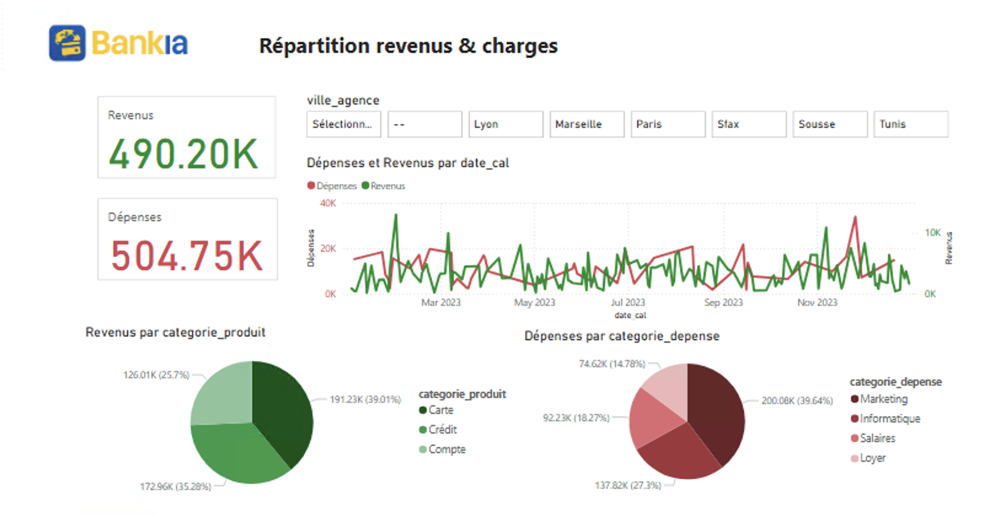 Bankıa
Répartition revenus & charges
Revenus
490.20K
Dépenses
504.75K
ville_agence
Sélectionn...
--
Lyon
Marseille
Paris
Sfax
Sousse
Tunis
Dépenses et Revenus par date_cal
Dépenses Revenus
40K
20K
0K
Dépenses
10K
0K
Revenus
Mar 2023
May 2023
Jul 2023
Sep 2023
Nov 2023
date_cal
Revenus par categorie_produit
126.01K (25.7%)
191.23K (39.01%)
172.96K (35.28%)
categorie_produit
Carte
Crédit
Compte
Dépenses par categorie_depense
74.62K (14.78%)
200.08K (39.64%)
92.23K (18.27%)
137.82K (27.3%)
categorie_depense
Marketing
Informatique
Salaires
Loyer